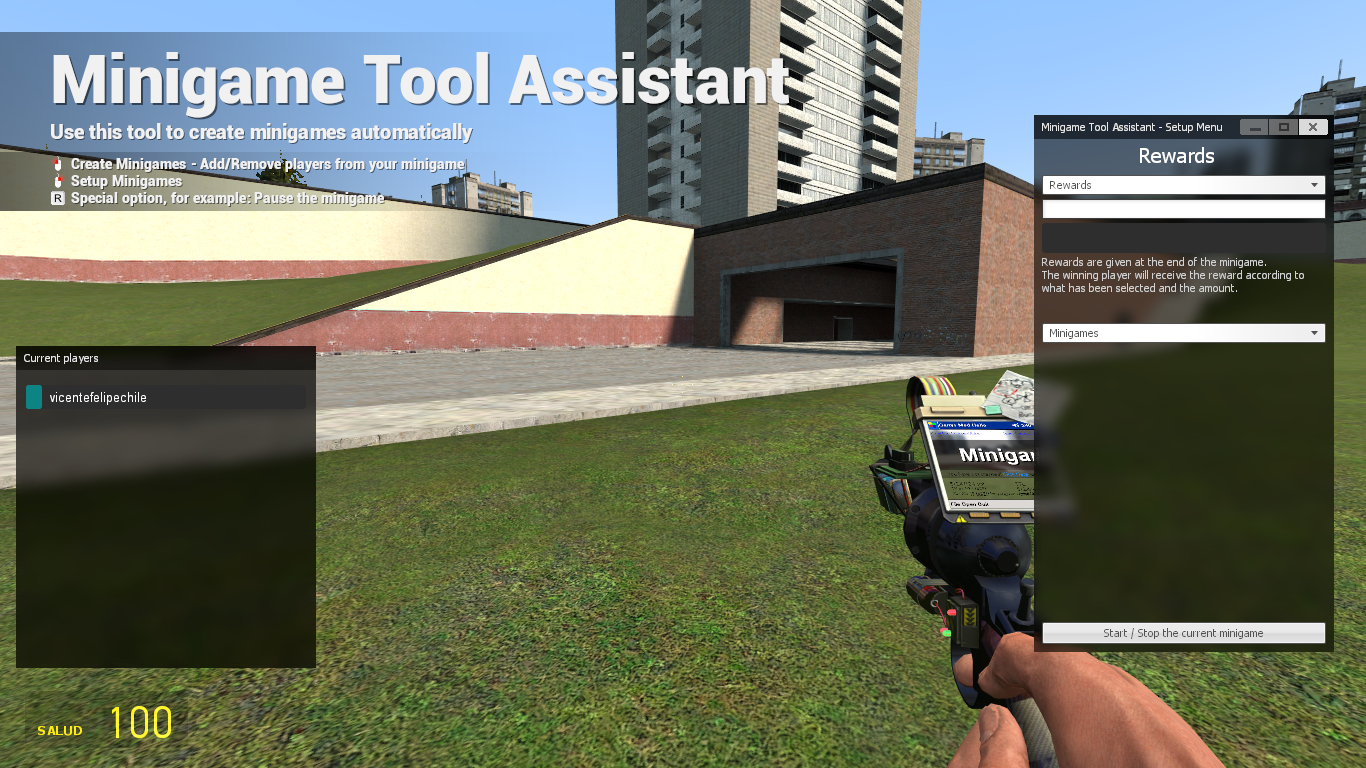 Minigame Tool Assistant
Use this tool to create minigames automatically
Create Minigames - Add/Remove players from your minigame
Setup Minigames
R Special option, for example: Pause the minigame
Minigame Tool Assistant - Setup Menu
Rewards
Rewards
Rewards are given at the end of the minigame.
The winning player will receive the reward according to
what has been selected and the amount.
Minigames
Start / Stop the current minigame
Current players
vicentefelipechile
Minigar
SALUD 100